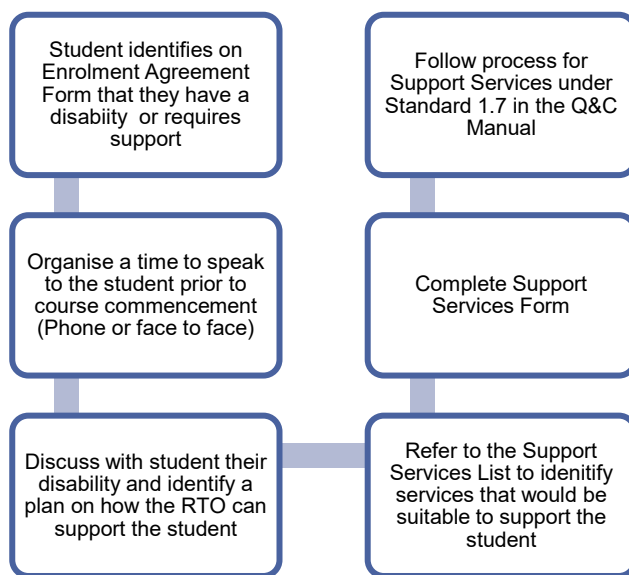 Student identifies on
Enrolment Agreement
Form that they have a
disabiity or requires
support
Organise a time to speak
to the student prior to
course commencement
(Phone or face to face)
Discuss with student their
disability and identify a
plan on how the RTO can
support the student
Refer to the Support
Services List to idenitify
services that would be
suitable to support the
student
Complete Support
Services Form
Follow process for
Support Services under
Standard 1.7 in the Q&C
Manual